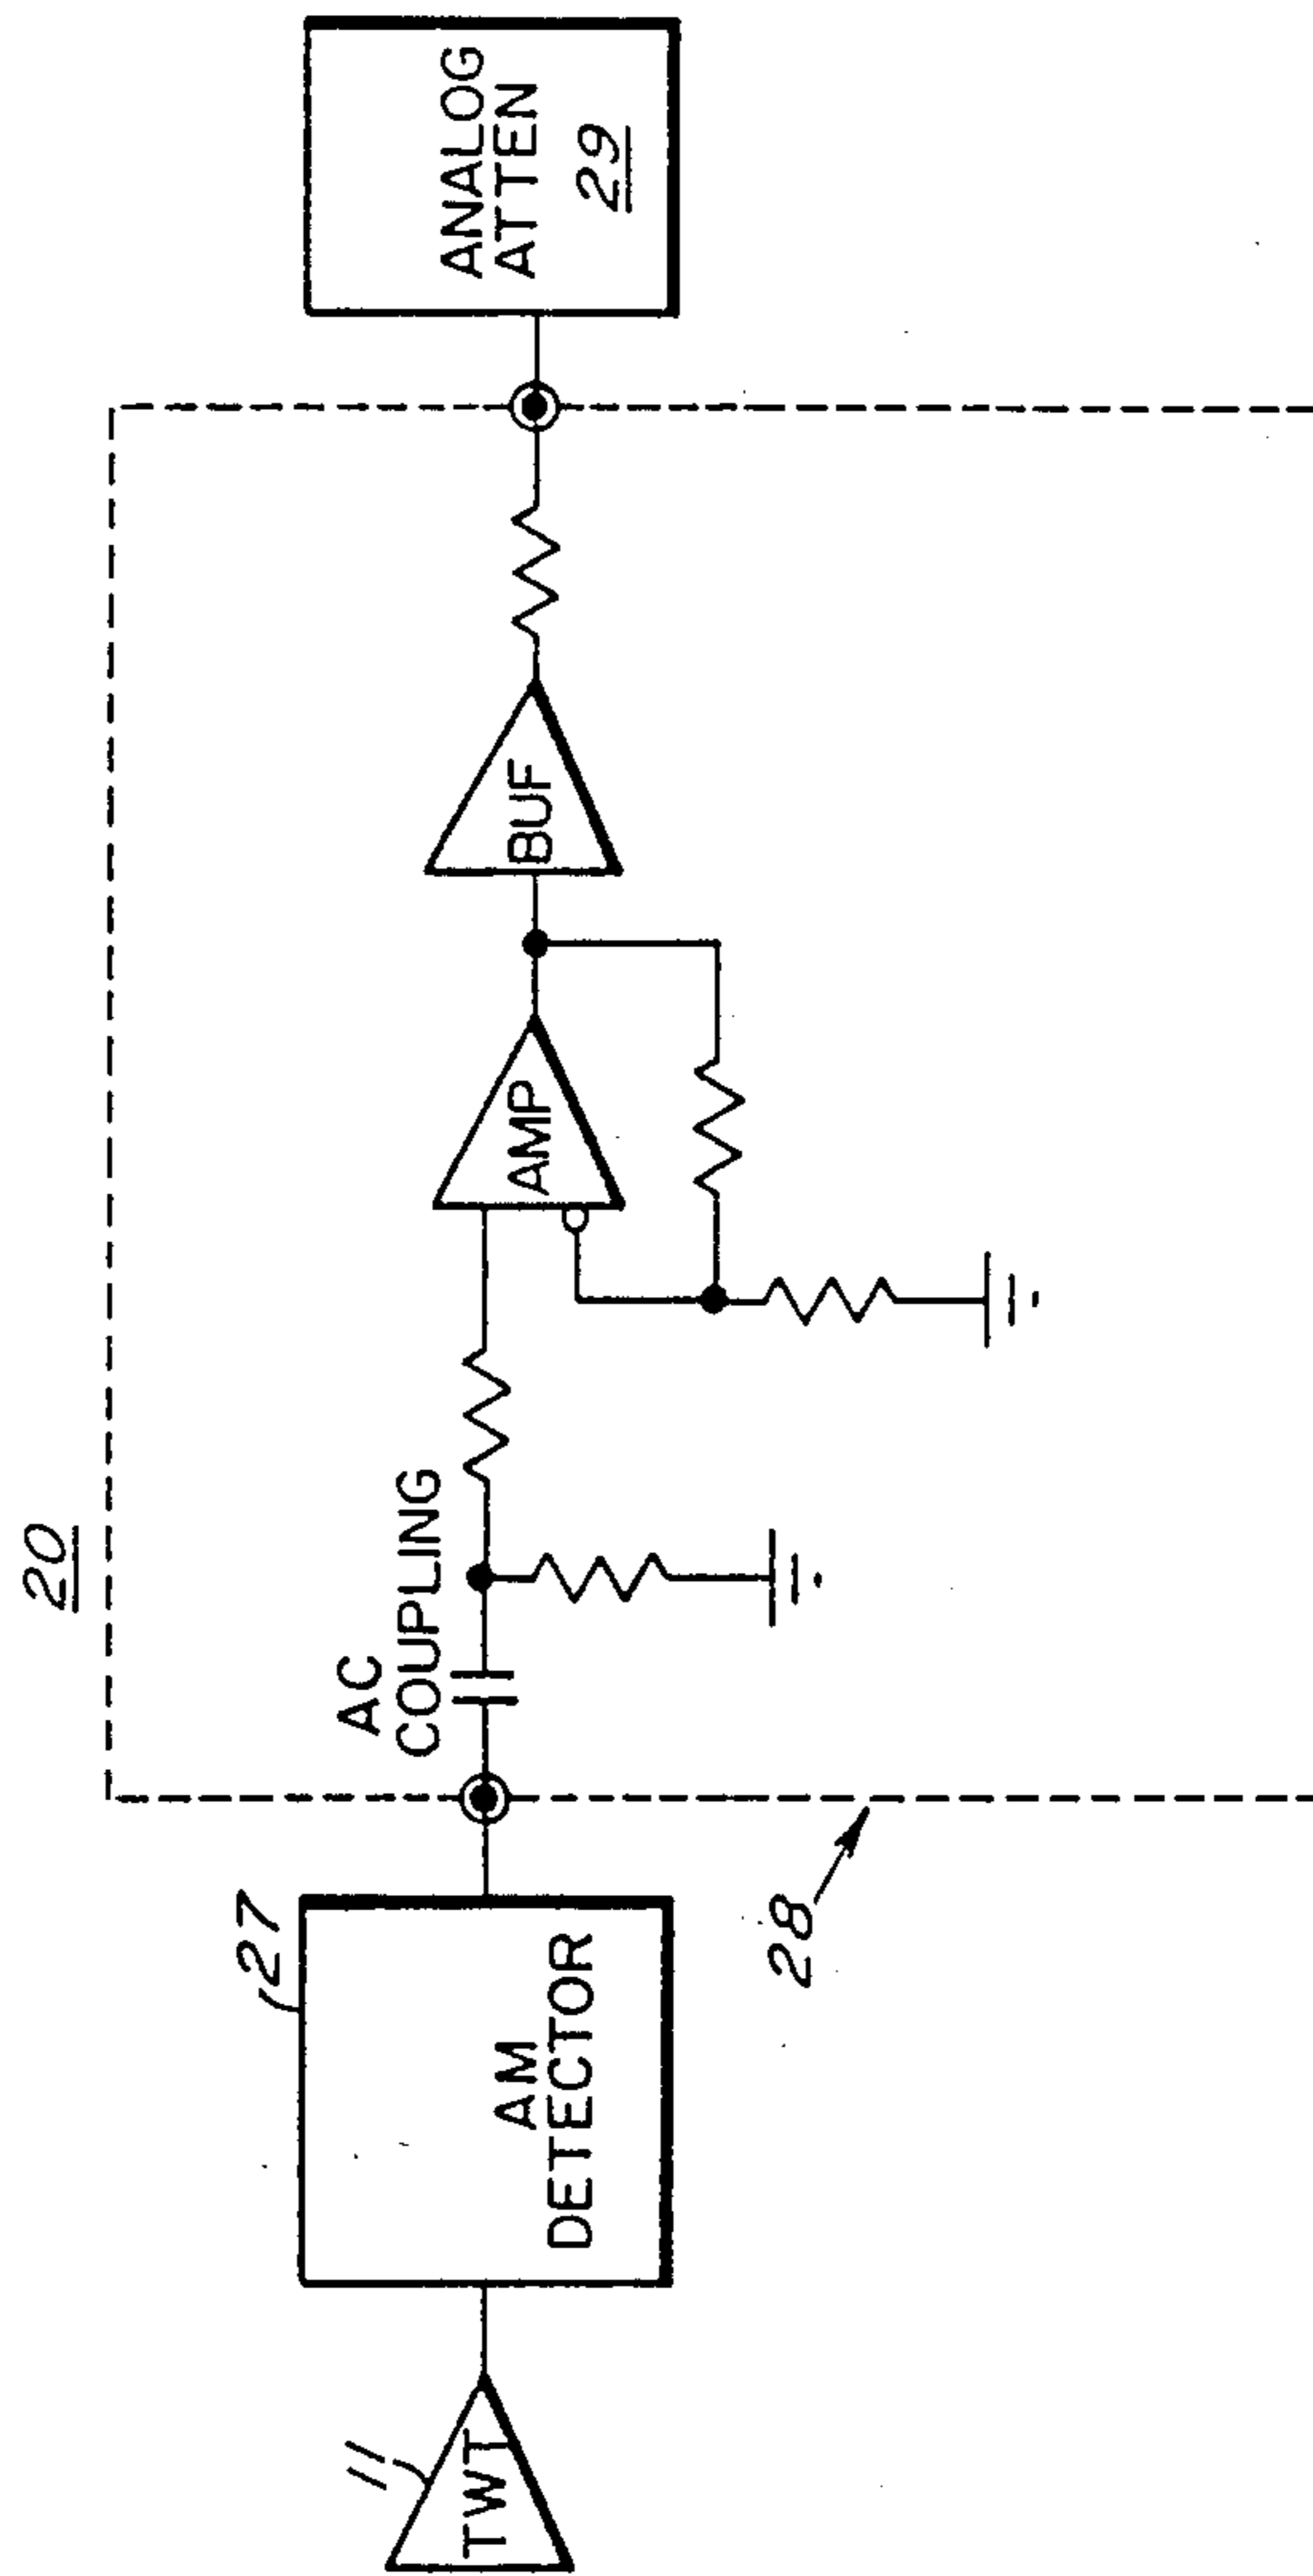 20
AC
COUPLING
27
11
TWT
AM
DETECTOR
28
AMP
BUF
ANALOG
ATTEN
29